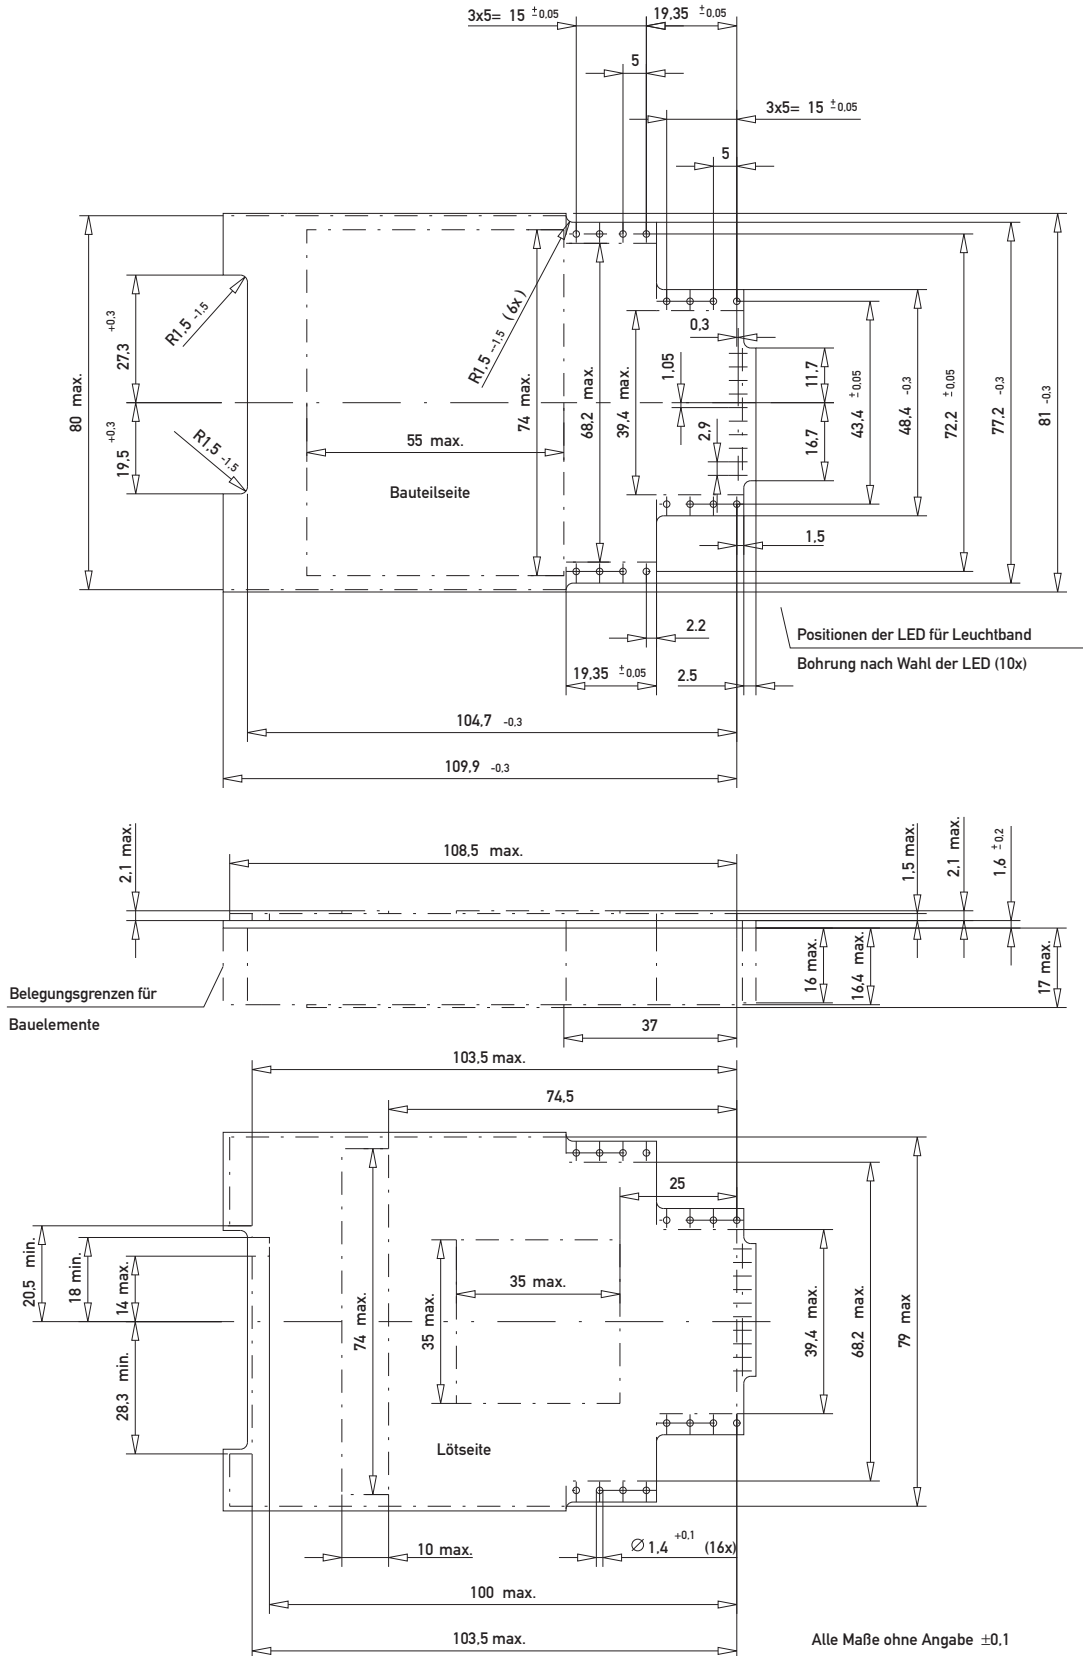 3x5= 15 ±0,05
19,35 ±0,05
5
3x5= 15 ±0,05
5
80 max.
27,3 +0,3
19,5 +0,3
R1,5 -1,5
R1,5 -1,5
R1,5 --1,5 (6x)
55 max.
Bauteilseite
74 max.
68,2 max.
39,4 max.
0,3
1,05
2,9
11,7
16,7
43,4 ±0,05
48,4 -0,3
72,2 ±0,05
77,2 -0,3
81 -0,3
1,5
2.2
Positionen der LED für Leuchtband
Bohrung nach Wahl der LED (10x)
19,35 ±0,05
2.5
104,7 -0,3
109,9 -0,3
2,1 max.
108,5 max.
1,5 max.
2,1 max.
1,6 ±0,2
16 max.
16,4 max.
17 max.
Belegungsgrenzen für
Bauelemente
37
103,5 max.
74,5
25
20,5 min.
18 min.
14 max.
28,3 min.
74 max.
35 max.
35 max.
39,4 max.
68,2 max.
79 max
Lötseite
10 max.
Ø 1,4 +0,1 (16x)
100 max.
103,5 max.
Alle Maße ohne Angabe ±0,1